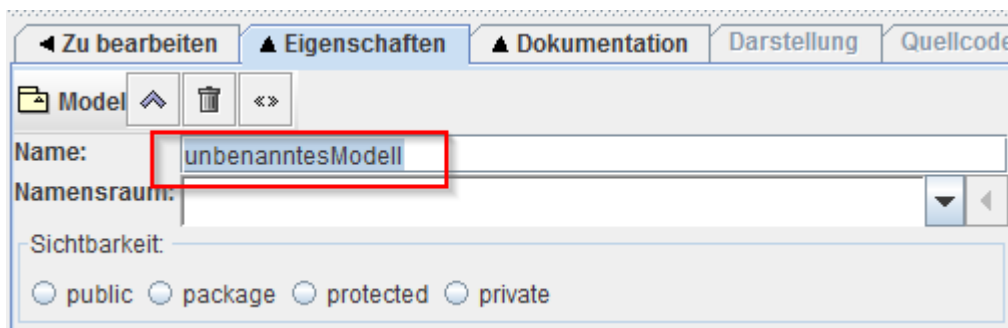 Zu bearbeiten Eigenschaften Dokumentation Darstellung Quellcode
Model «»
Name: unbenanntesModell
Namensraum:
Sichtbarkeit:
public package protected private